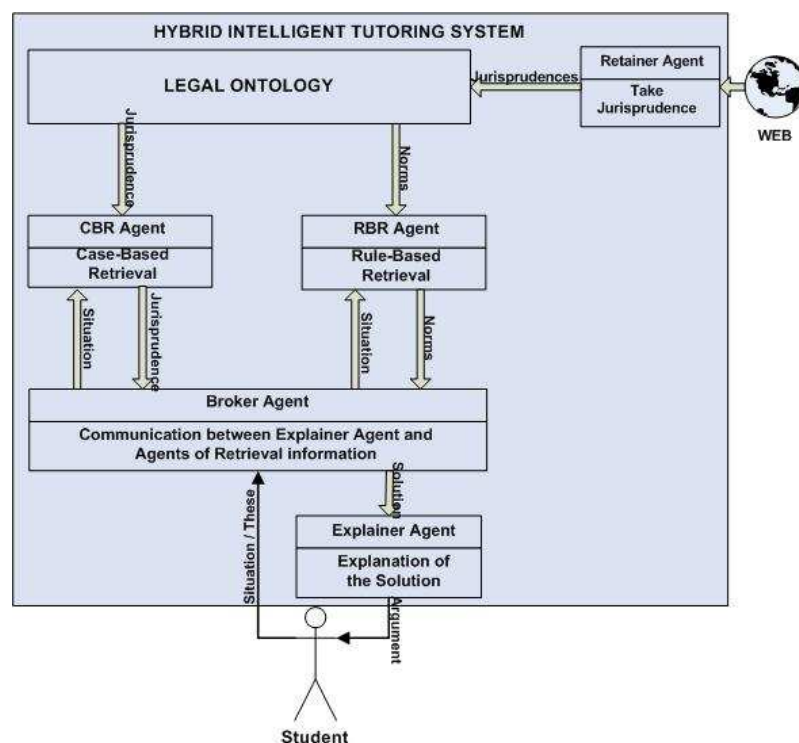 HYBRID INTELLIGENT TUTORING SYSTEM
LEGAL ONTOLOGY
Jurisprudences
Retainer Agent
Take
Jurisprudence
WEB
Jurisprudence
Norms
CBR Agent
Case-Based
Retrieval
RBR Agent
Rule-Based
Retrieval
Situation
Jurisprudence
Situation
Norms
Broker Agent
Communication between Explainer Agent and
Agents of Retrieval information
Situation / These
Solution
Explainer Agent
Explanation of
the Solution
Argument
Student